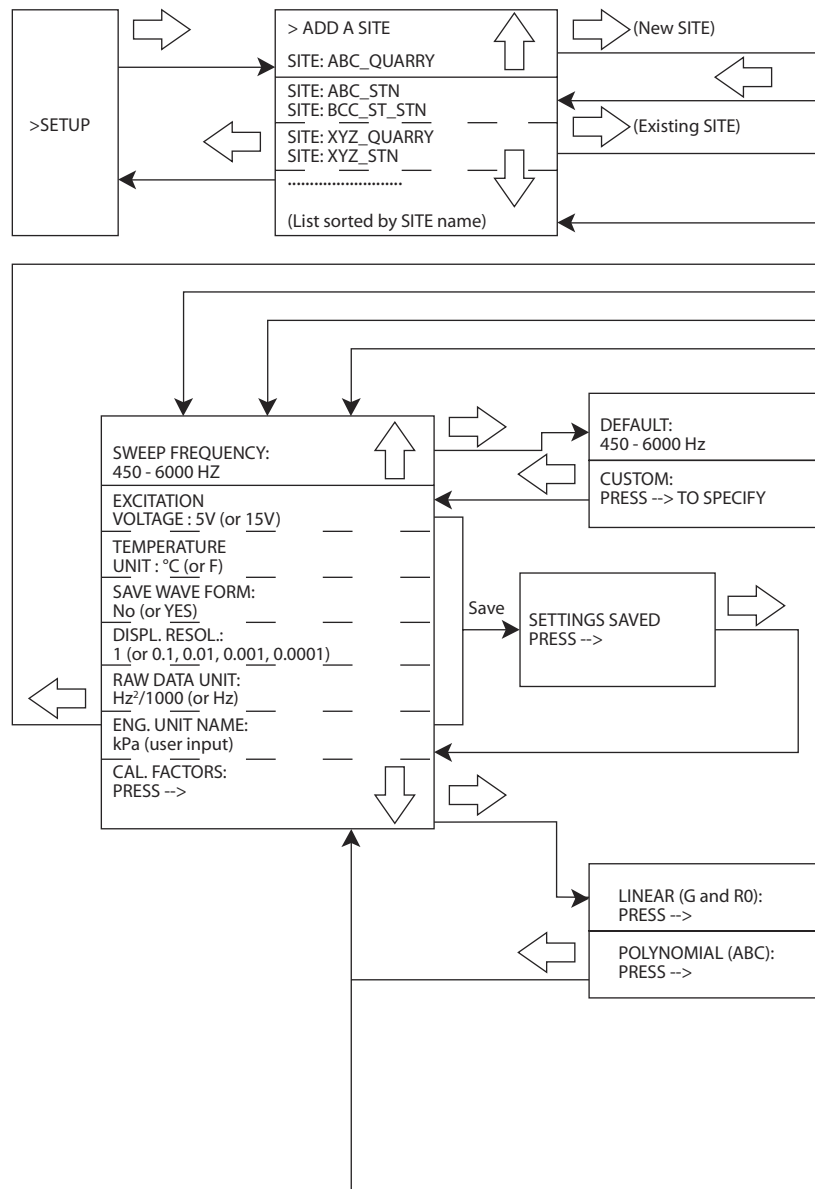 >SETUP
> ADD A SITE
SITE: ABC_QUARRY
SITE: ABC_STN
SITE: BCC_ST_STN
SITE: XYZ_QUARRY
SITE: XYZ_STN
..........................
(List sorted by SITE name)
(New SITE)
(Existing SITE)
SWEEP FREQUENCY:
450 - 6000 HZ
EXCITATION
VOLTAGE : 5V (or 15V)
TEMPERATURE
UNIT : °C (or F)
SAVE WAVE FORM:
No (or YES)
DISPL. RESOL.:
1 (or 0.1, 0.01, 0.001, 0.0001)
RAW DATA UNIT:
Hz²/1000 (or Hz)
ENG. UNIT NAME:
kPa (user input)
CAL. FACTORS:
PRESS -->
DEFAULT:
450 - 6000 Hz
CUSTOM:
PRESS --> TO SPECIFY
Save
SETTINGS SAVED
PRESS -->
LINEAR (G and R0):
PRESS -->
POLYNOMIAL (ABC):
PRESS -->